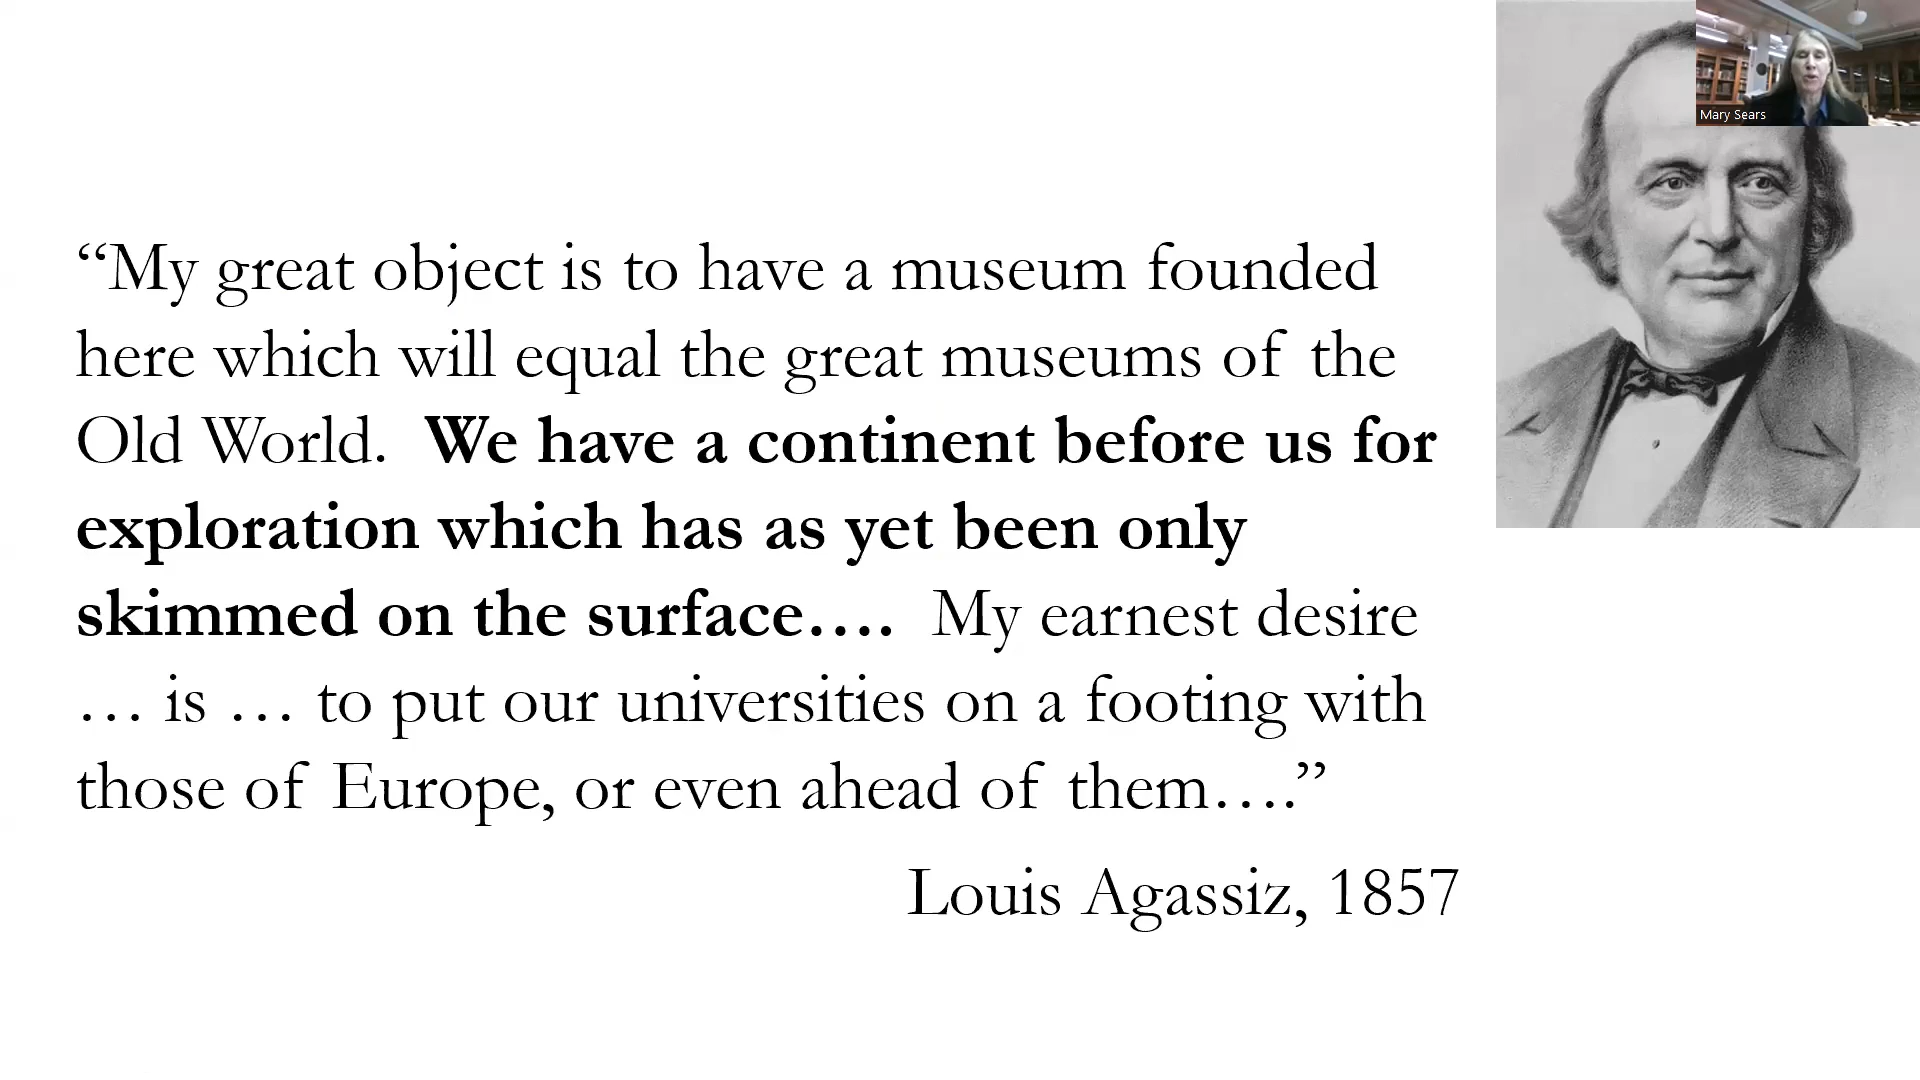 Mary Sears
“My great object is to have a museum founded
here which will equal the great museums of the
Old World. We have a continent before us for
exploration which has as yet been only
skimmed on the surface…. My earnest desire
… is … to put our universities on a footing with
those of Europe, or even ahead of them….”
Louis Agassiz, 1857